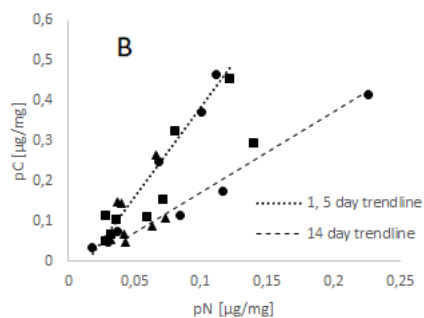 0,6
B
0,5
0,4
0,3
0,2
0,1
0
pC [µg/mg]
1, 5 day trendline
14 day trendline
0
0,05
0,1
0,15
0,2
0,25
pN [µg/mg]